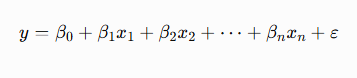 y = β₀ + β₁x₁ + β₂x₂ + ⋯ + βₙxₙ + ε